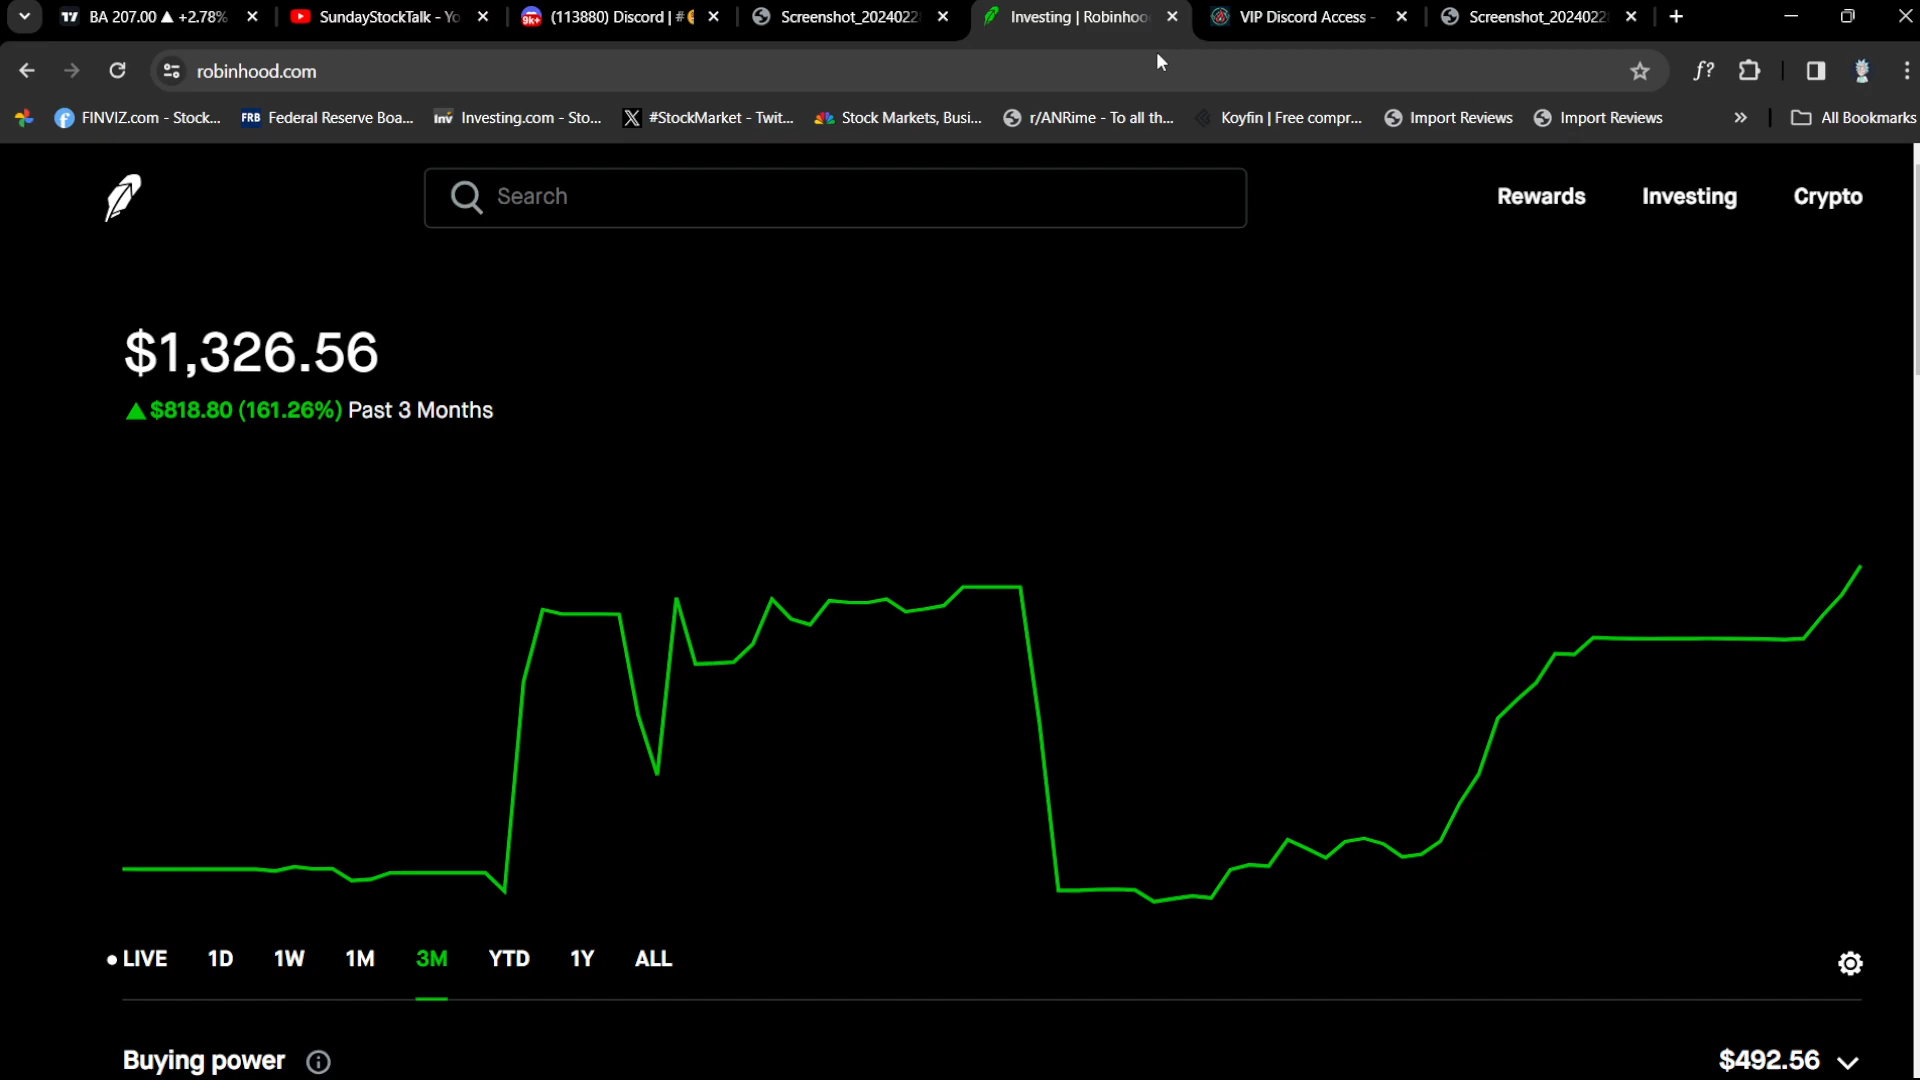 BA 207.00 ▲ +2.78%
SundayStockTalk - Yo
9k+ (113880) Discord | #
Screenshot_2024022
Investing | Robinhoo
VIP Discord Access -
Screenshot_2024022
robinhood.com
f?
FINVIZ.com - Stock...
FRB Federal Reserve Boa...
Inv Investing.com - Sto...
X #StockMarket - Twit...
Stock Markets, Busi...
r/ANRime - To all th...
Koyfin | Free compr...
Import Reviews
Import Reviews
»
All Bookmarks
Search
Rewards
Investing
Crypto
$1,326.56
▲ $818.80 (161.26%) Past 3 Months
• LIVE 1D 1W 1M 3M YTD 1Y ALL
Buying power
$492.56